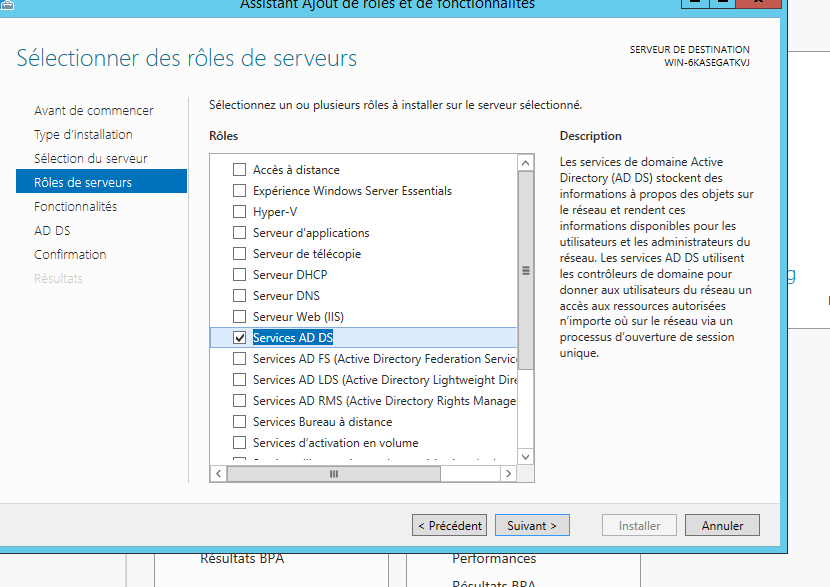 Assistant Ajout de rôles et de fonctionnalités
Sélectionner des rôles de serveurs
SERVEUR DE DESTINATION
WIN-6KASEGATKVJ
Avant de commencer
Type d'installation
Sélection du serveur
Rôles de serveurs
Fonctionnalités
AD DS
Confirmation
Résultats
Sélectionnez un ou plusieurs rôles à installer sur le serveur sélectionné.
Rôles
Accès à distance
Expérience Windows Server Essentials
Hyper-V
Serveur d'applications
Serveur de télécopie
Serveur DHCP
Serveur DNS
Serveur Web (IIS)
Services AD DS
Services AD FS (Active Directory Federation Service
Services AD LDS (Active Directory Lightweight Dire
Services AD RMS (Active Directory Rights Manage
Services Bureau à distance
Services d'activation en volume
Description
Les services de domaine Active
Directory (AD DS) stockent des
informations à propos des objets sur
le réseau et rendent ces
informations disponibles pour les
utilisateurs et les administrateurs du
réseau. Les services AD DS utilisent
les contrôleurs de domaine pour
donner aux utilisateurs du réseau un
accès aux ressources autorisées
n'importe où sur le réseau via un
processus d'ouverture de session
unique.
< Précédent
Suivant >
Installer
Annuler
Résultats BPA
Performances
Résultats BPA